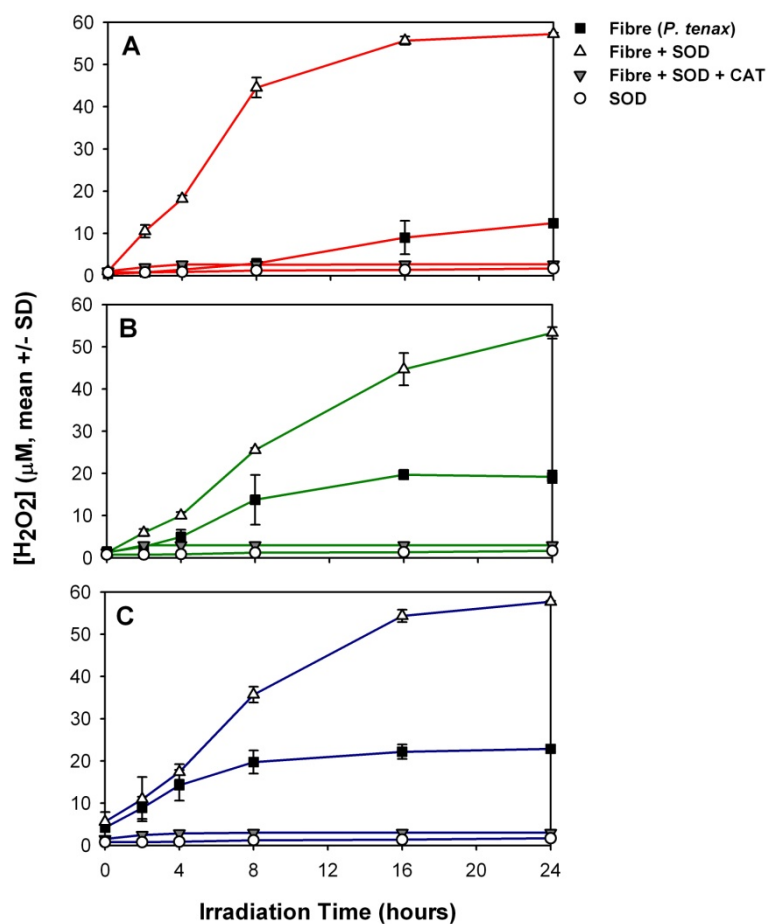 Fibre (P. tenax)
Fibre + SOD
Fibre + SOD + CAT
SOD
[H2O2] (μM, mean +/- SD)
A
60
50
40
30
20
10
0
B
60
50
40
30
20
10
0
C
60
50
40
30
20
10
0
0 4 8 12 16 20 24
Irradiation Time (hours)